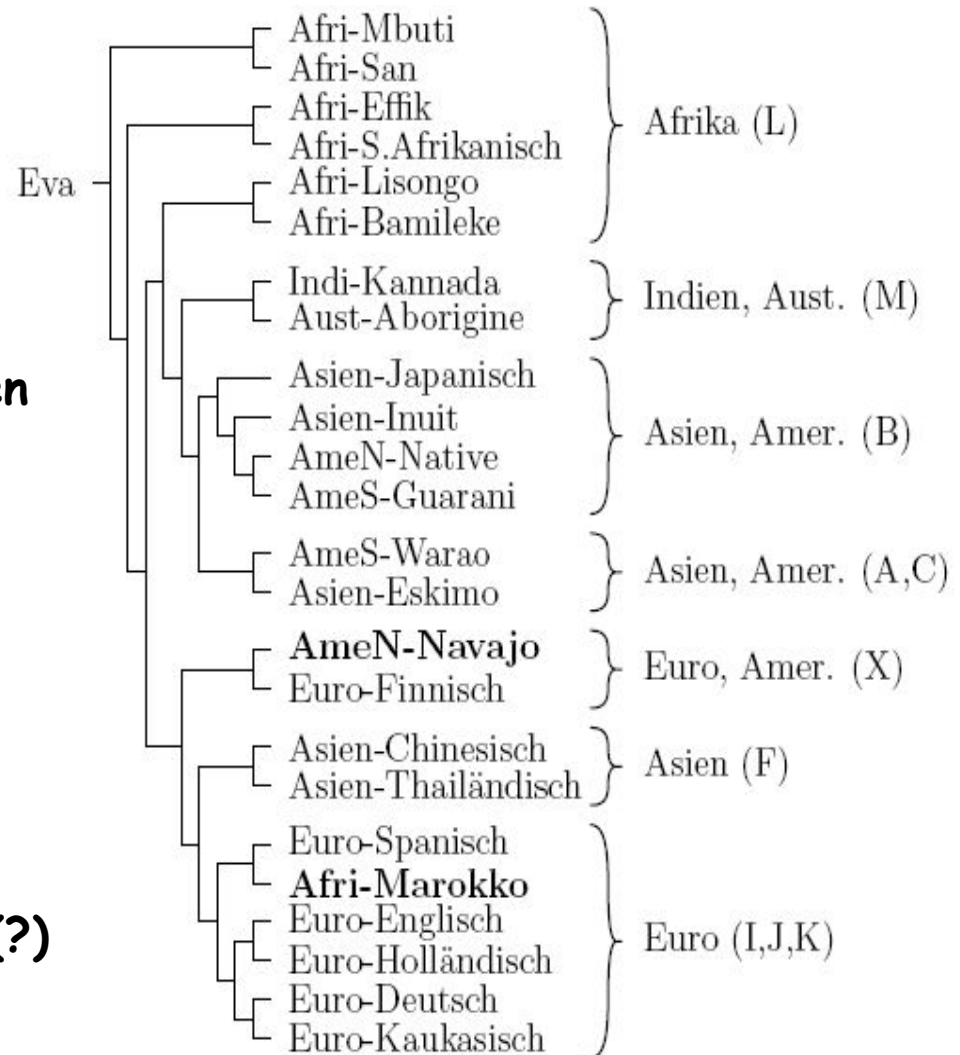 Eva
Afri-Mbuti
Afri-San
Afri-Effik
Afri-S.Afrikanisch
Afri-Lisongo
Afri-Bamileke
Afrika (L)
Indi-Kannada
Aust-Aborigine
Indien, Aust. (M)
en
Asien-Japanisch
Asien-Inuit
AmeN-Native
AmeS-Guarani
Asien, Amer. (B)
AmeS-Warao
Asien-Eskimo
Asien, Amer. (A,C)
AmeN-Navajo
Euro-Finnisch
Euro, Amer. (X)
Asien-Chinesisch
Asien-Thailändisch
Asien (F)
(?)
Euro-Spanisch
Afri-Marokko
Euro-Englisch
Euro-Holländisch
Euro-Deutsch
Euro-Kaukasisch
Euro (I,J,K)